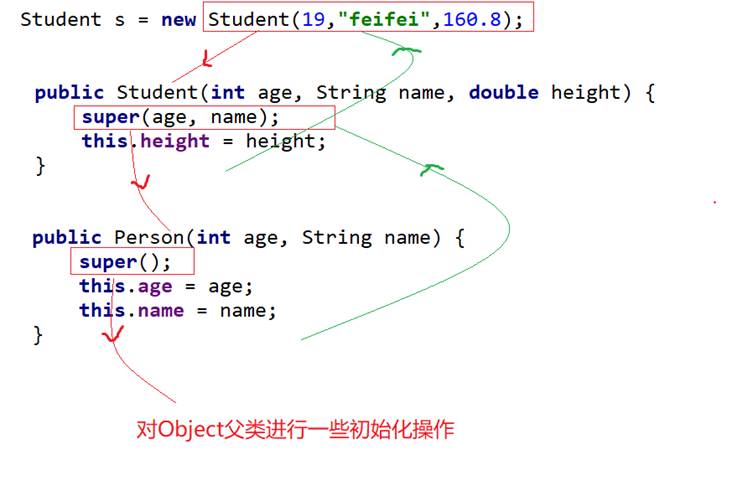 Student s = new Student(19,"feifei",160.8);
public Student(int age, String name, double height) {
super(age, name);
this.height = height;
}
public Person(int age, String name) {
super();
this.age = age;
this.name = name;
}
对Object父类进行一些初始化操作